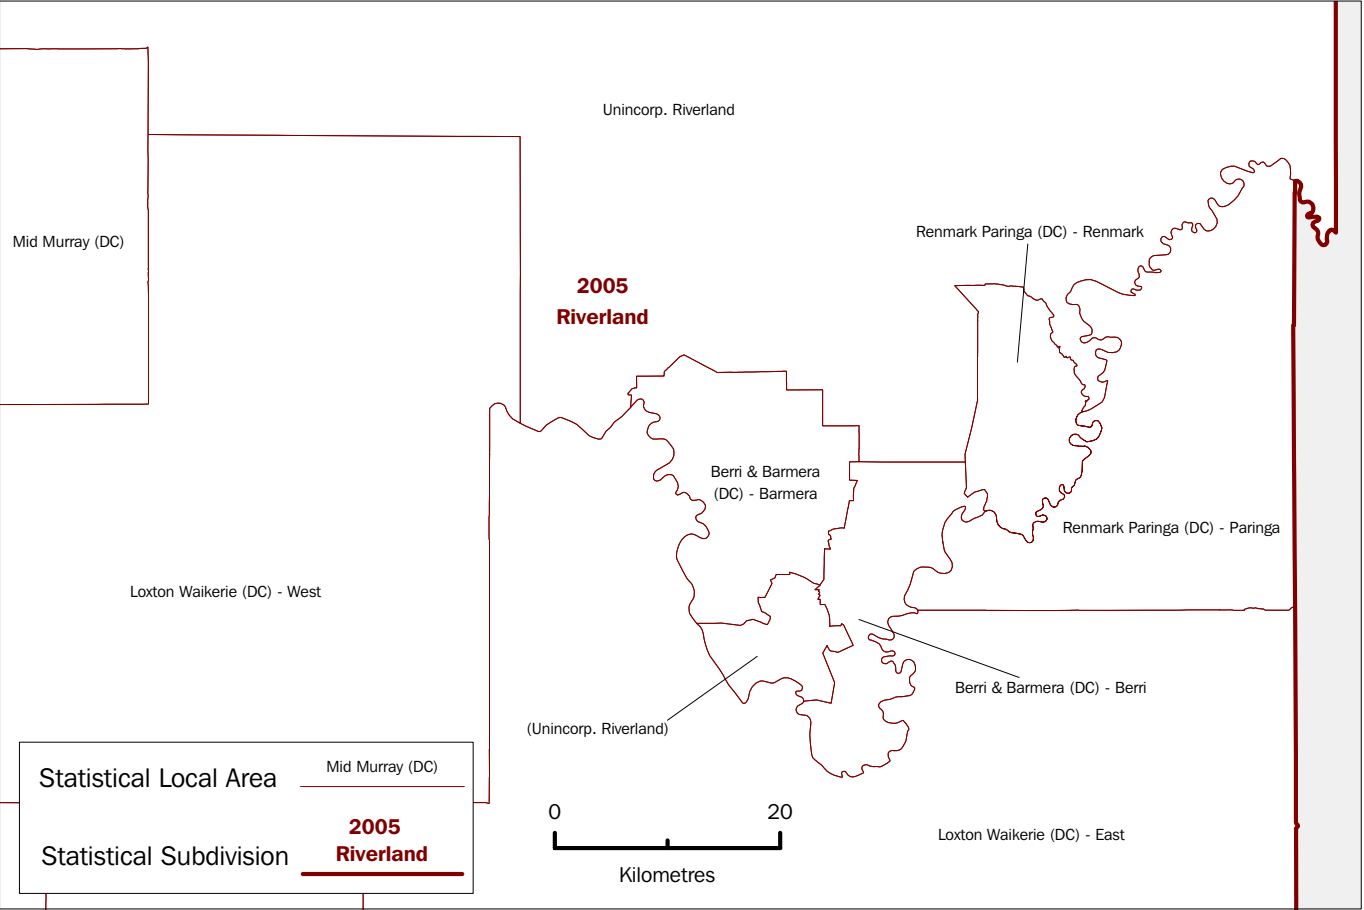 Unincorp. Riverland
Renmark Paringa (DC) - Renmark
Mid Murray (DC)
2005
Riverland
Berri & Barmera
(DC) - Barmera
Renmark Paringa (DC) - Paringa
Loxton Waikerie (DC) - West
Berri & Barmera (DC) - Berri
(Unincorp. Riverland)
Statistical Local Area
Mid Murray (DC)
Statistical Subdivision
2005
Riverland
0 20
Kilometres
Loxton Waikerie (DC) - East